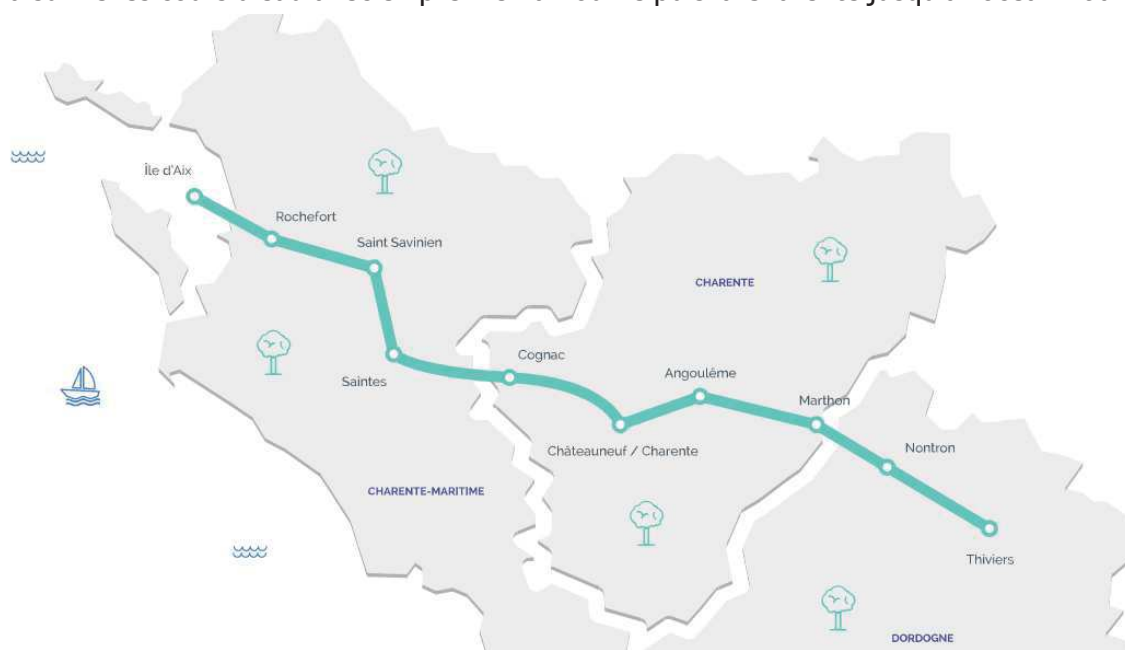 Île d'Aix
Rochefort
Saint Savinien
CHARENTE
Cognac
Saintes
Angoulême
Marthon
Nontron
Châteauneuf / Charente
CHARENTE-MARITIME
Thiviers
DORDOGNE